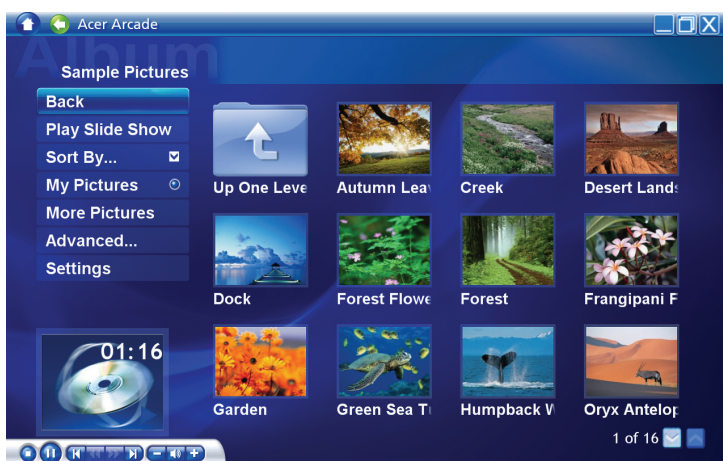 Acer Arcade
Album
Sample Pictures
Back
Play Slide Show
Sort By...
My Pictures
More Pictures
Advanced...
Settings
Up One Leve
Autumn Lea
Creek
Desert Land
Dock
Forest Flowe
Forest
Frangipani F
Garden
Green Sea T
Humpback W
Oryx Antelop
01:16
1 of 16